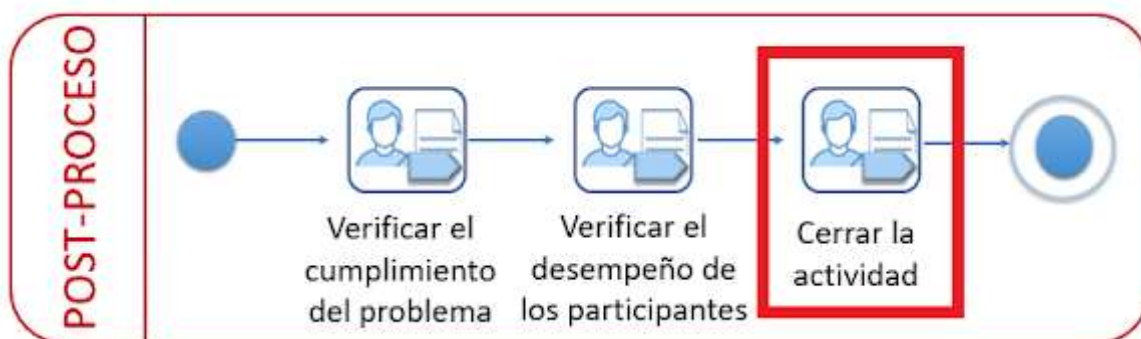 POST-PROCESO
Verificar el
cumplimiento
del problema
Verificar el
desempeño de
los participantes
Cerrar la
actividad